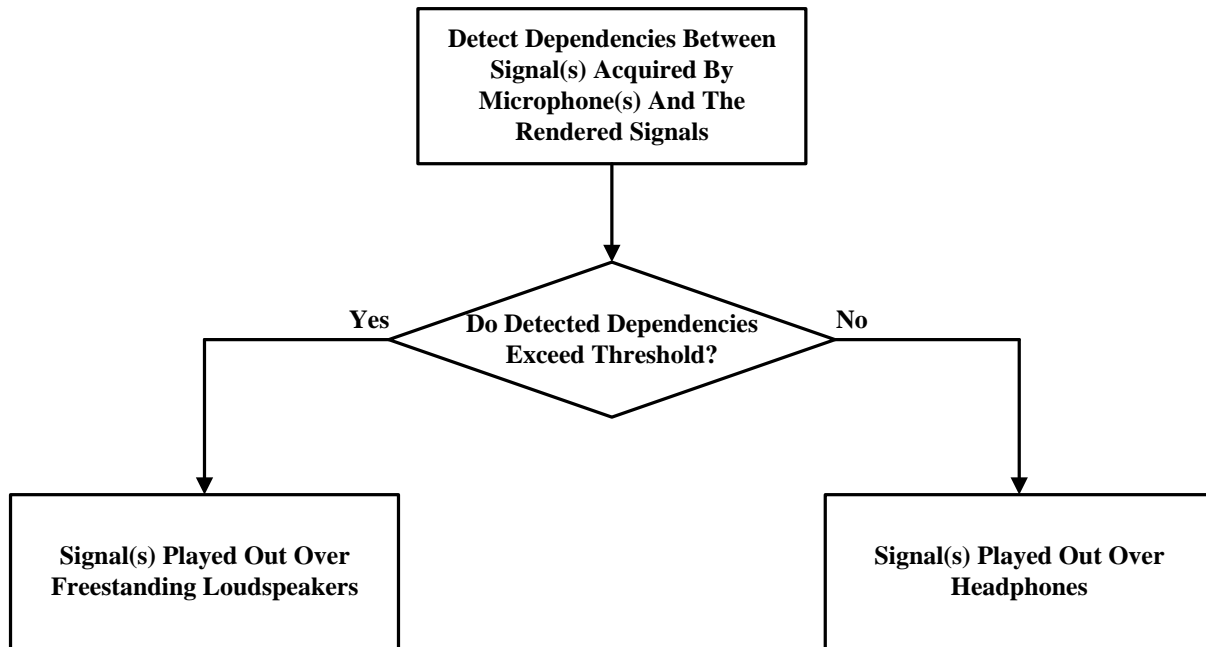 Detect Dependencies Between
Signal(s) Acquired By
Microphone(s) And The
Rendered Signals
Yes
Do Detected Dependencies
Exceed Threshold?
No
Signal(s) Played Out Over
Freestanding Loudspeakers
Signal(s) Played Out Over
Headphones